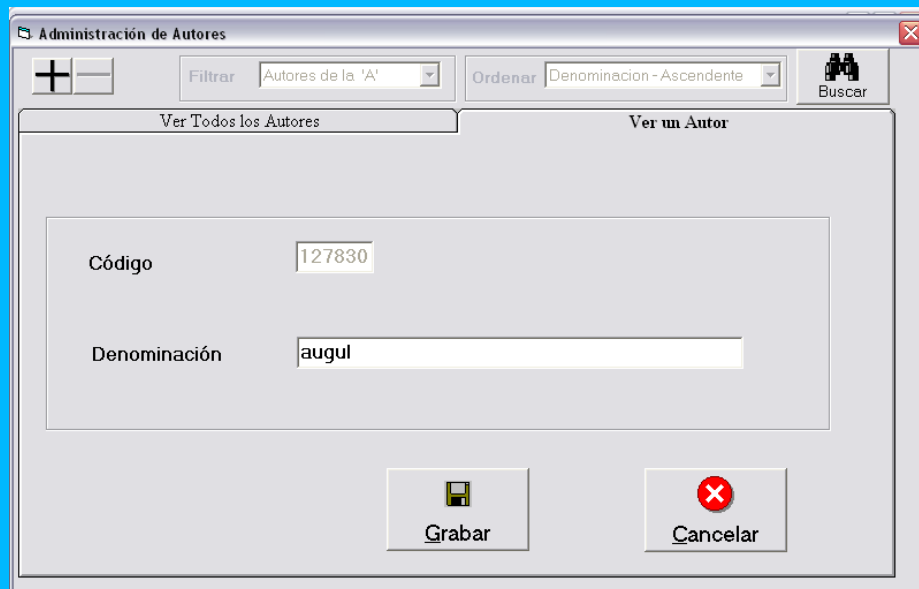 Administración de Autores
Filtrar Autores de la 'A' Ordenar Denominacion - Ascendente Buscar
Ver Todos los Autores Ver un Autor
Código 127830
Denominación augul
Grabar Cancelar